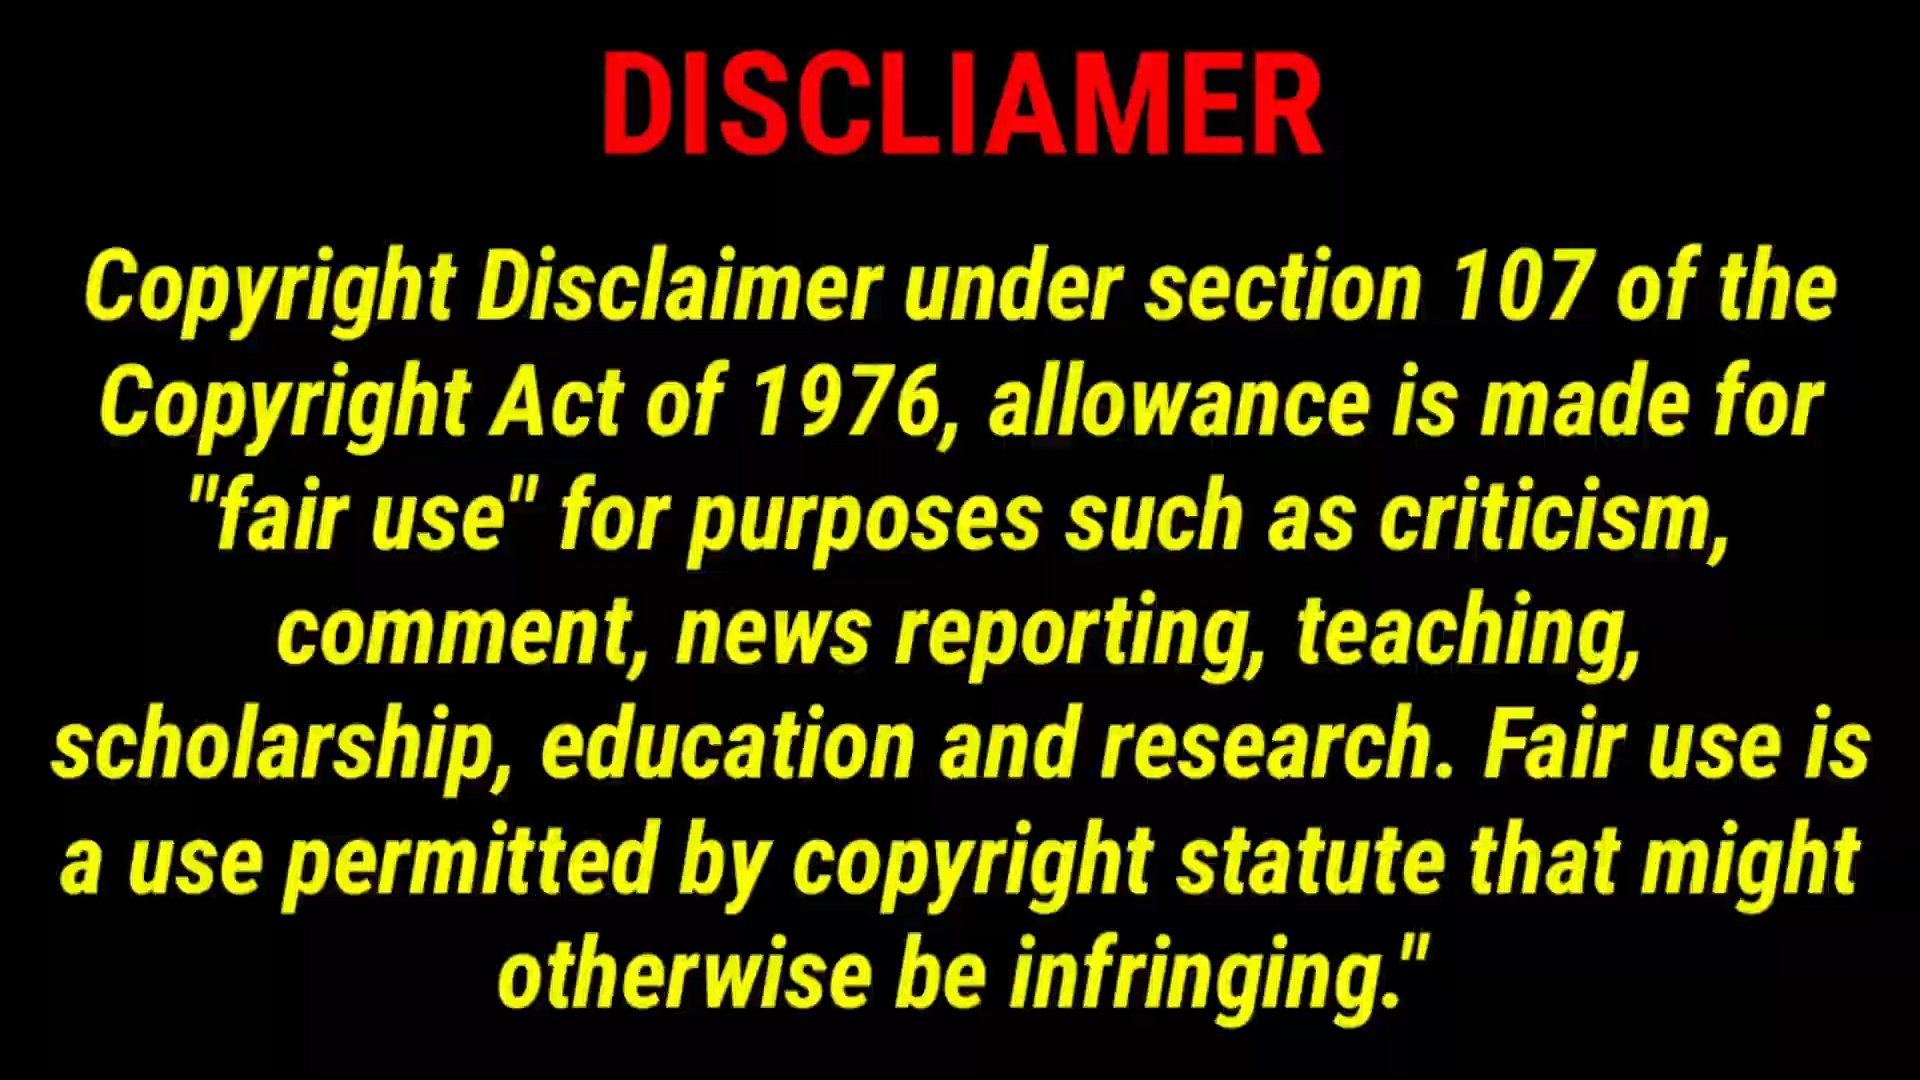 DISCLIAMER
Copyright Disclaimer under section 107 of the
Copyright Act of 1976, allowance is made for
"fair use" for purposes such as criticism,
comment, news reporting, teaching,
scholarship, education and research. Fair use is
a use permitted by copyright statute that might
otherwise be infringing."